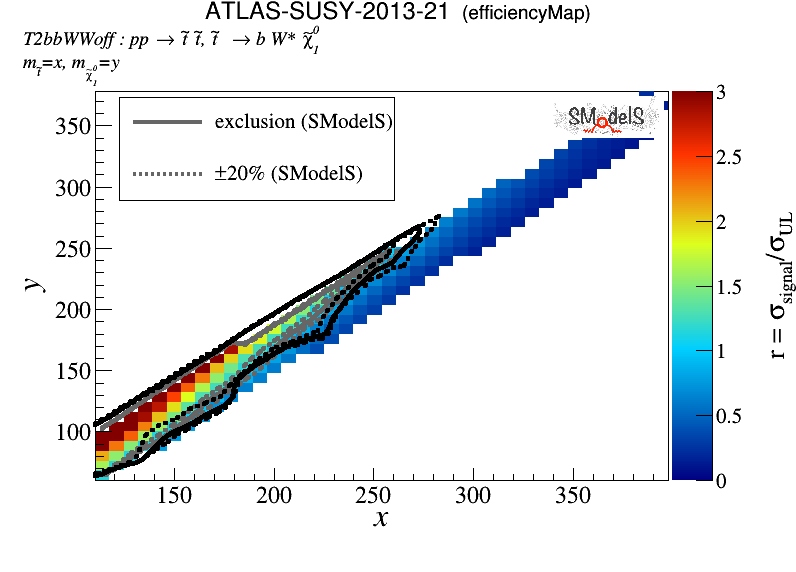 ATLAS-SUSY-2013-21 (efficiencyMap)
T2bbWWoff : pp → t̃ t̃, t̃ → b W* χ̃₁⁰
m_t̃=x, m_χ̃₁⁰=y
exclusion (SModelS)
±20% (SModelS)
SModelS
350
300
250
200
150
100
y
150
200
250
300
350
x
3
2.5
2
1.5
1
0.5
0
r = σ_signal/σ_UL